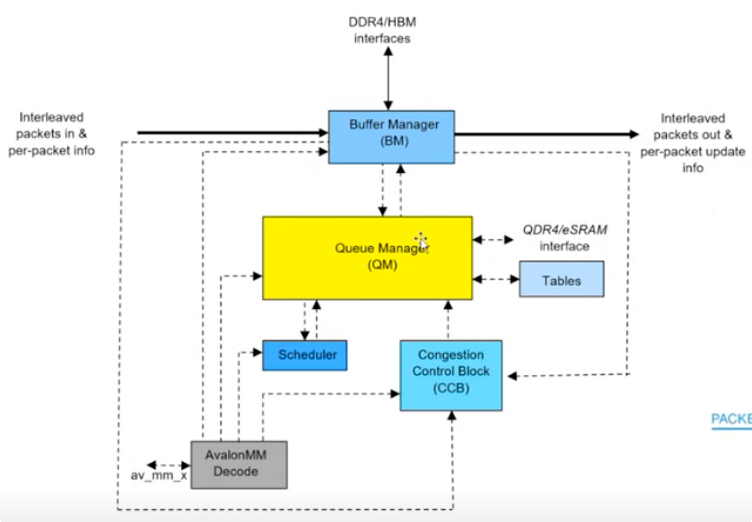 DDR4/HBM
interfaces
Interleaved
packets in &
per-packet info
Buffer Manager
(BM)
Interleaved
packets out &
per-packet update
info
Queue Manager
(QM)
QDR4/eSRAM
interface
Tables
Scheduler
Congestion
Control Block
(CCB)
PACKE
AvalonMM
Decode
av_mm_x